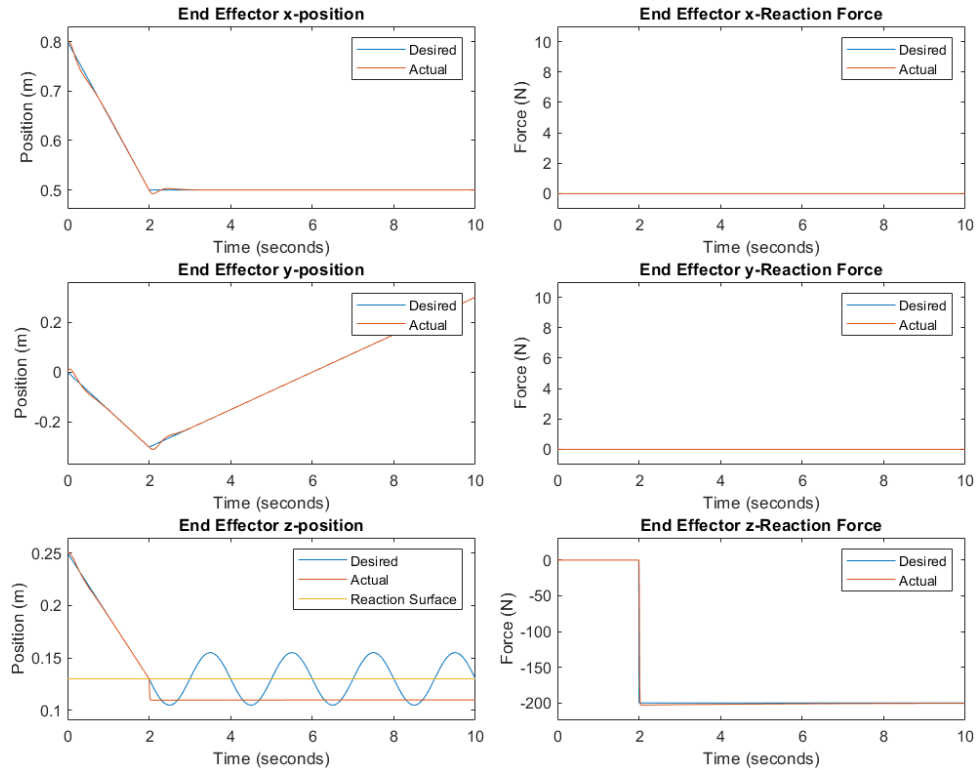 End Effector x-position
0.8
0.7
0.6
0.5
Position (m)
Desired
Actual
0 2 4 6 8 10
Time (seconds)
End Effector x-Reaction Force
10
8
6
4
2
0
Force (N)
Desired
Actual
0 2 4 6 8 10
Time (seconds)
End Effector y-position
0.2
0
-0.2
Position (m)
Desired
Actual
0 2 4 6 8 10
Time (seconds)
End Effector y-Reaction Force
10
8
6
4
2
0
Force (N)
Desired
Actual
0 2 4 6 8 10
Time (seconds)
End Effector z-position
0.25
0.2
0.15
0.1
Position (m)
Desired
Actual
Reaction Surface
0 2 4 6 8 10
Time (seconds)
End Effector z-Reaction Force
0
-50
-100
-150
-200
Force (N)
Desired
Actual
0 2 4 6 8 10
Time (seconds)